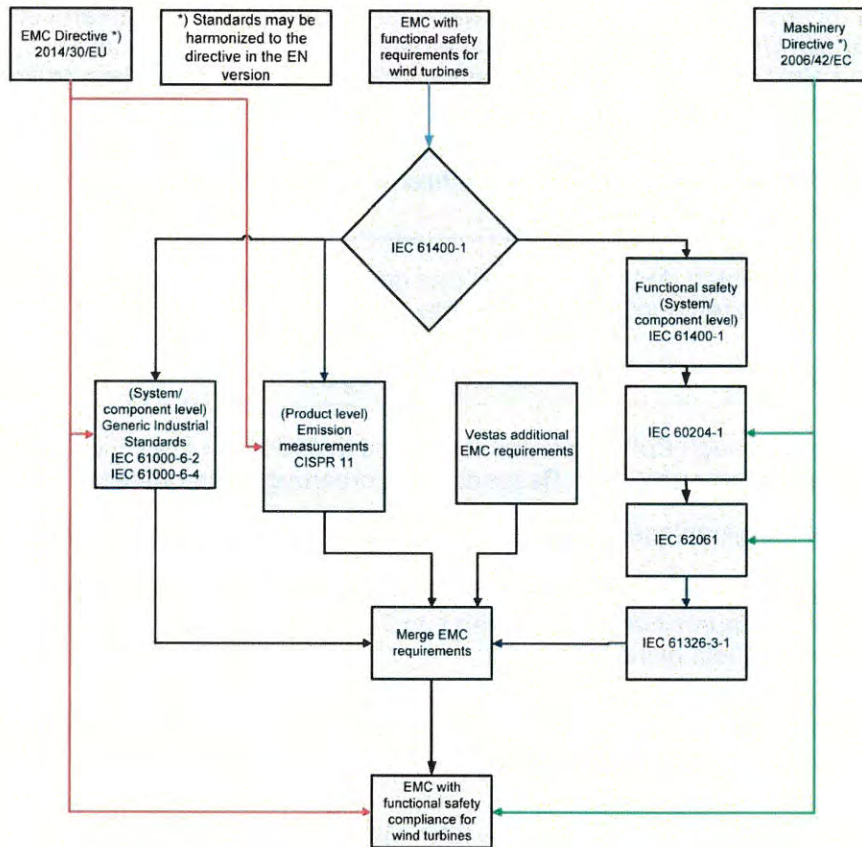 EMC Directive *)
2014/30/EU
*) Standards may be
harmonized to the
directive in the EN
version
EMC with
functional safety
requirements for
wind turbines
Mashinery
Directive *)
2006/42/EC
IEC 61400-1
Functional safety
(System/
component level)
IEC 61400-1
(System/
component level)
Generic Industrial
Standards
IEC 61000-6-2
IEC 61000-6-4
(Product level)
Emission
measurements
CISPR 11
Vestas additional
EMC requirements
IEC 60204-1
IEC 62061
Merge EMC
requirements
IEC 61326-3-1
EMC with
functional safety
compliance for
wind turbines